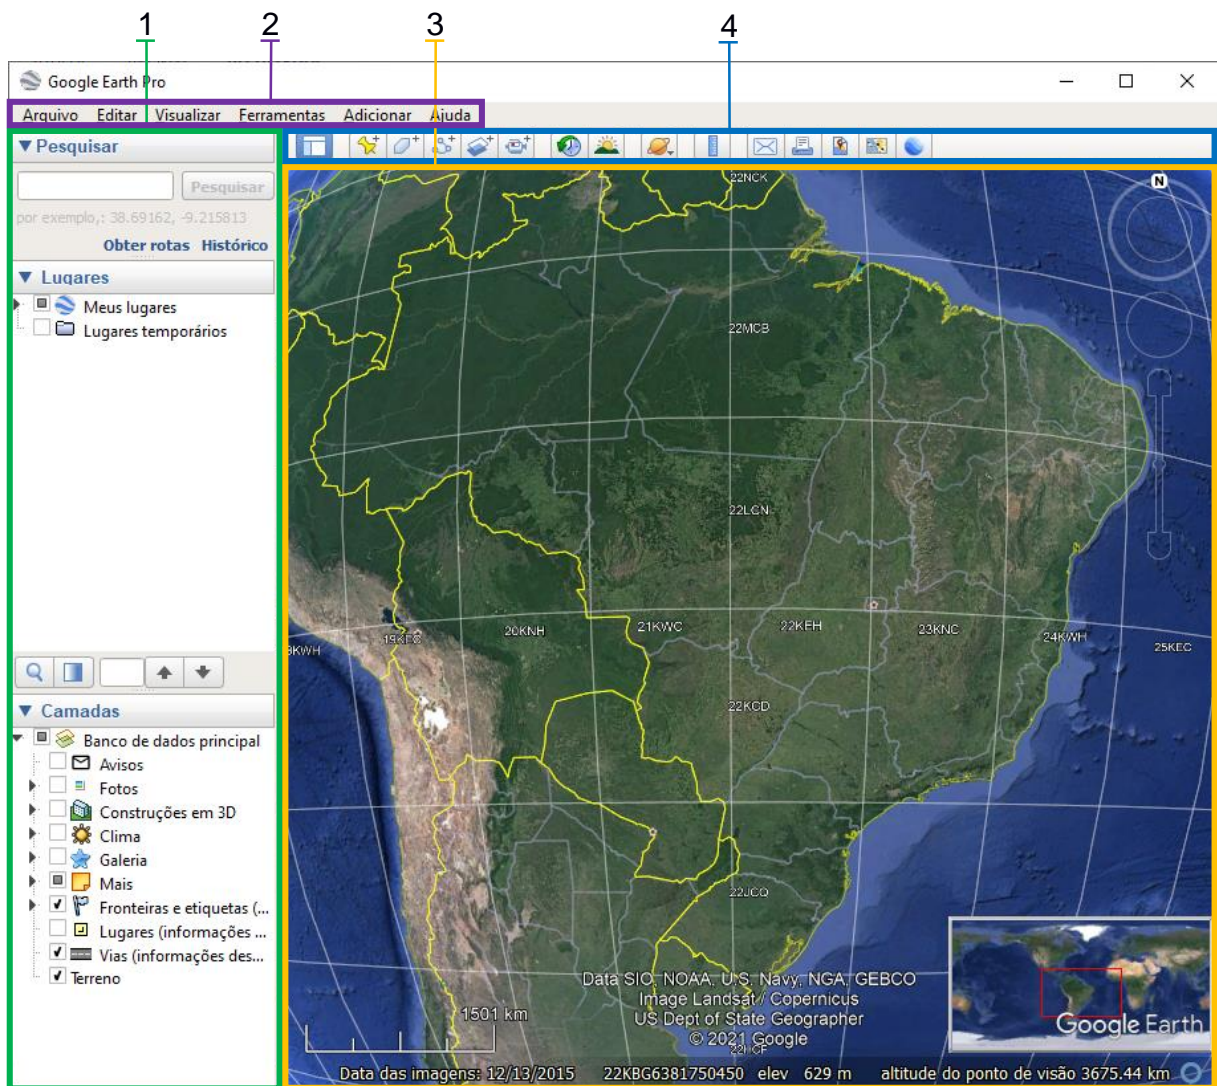 1 2 3 4
Google Earth Pro
Arquivo Editar Visualizar Ferramentas Adicionar Ajuda
Pesquisar
Pesquisar
por exemplo,: 38.69162, -9.215813
Obter rotas Histórico
Lugares
Meus lugares
Lugares temporários
Camadas
Banco de dados principal
Avisos
Fotos
Construções em 3D
Clima
Galeria
Mais
Fronteiras e etiquetas (...
Lugares (informações ...
Vias (informações des...
Terreno
N
22NCK
22MCB
22LCN
19KEC 20KNH 21KWC 22KEH 23KNC 24KWH 25KEC
22KCD
22JCQ
Data SIO, NOAA, U.S. Navy, NGA, GEBCO
Image Landsat / Copernicus
US Dept of State Geographer
© 2021 Google
22HCF
1501 km
Google Earth
Data das imagens: 12/13/2015 22KBG6381750450 elev 629 m altitude do ponto de visão 3675.44 km